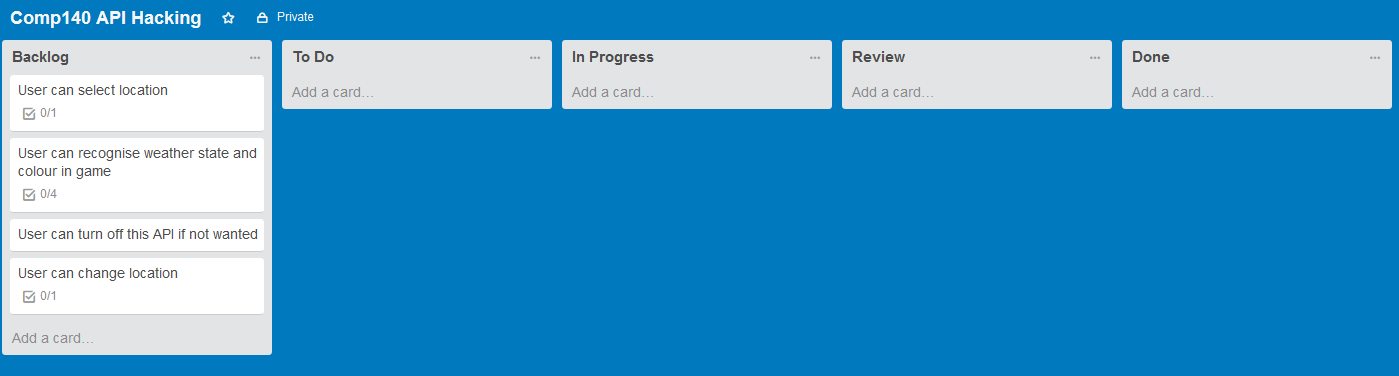 Comp140 API Hacking Private
Backlog
User can select location
0/1
User can recognise weather state and
colour in game
0/4
User can turn off this API if not wanted
User can change location
0/1
Add a card...
To Do
Add a card...
In Progress
Add a card...
Review
Add a card...
Done
Add a card...